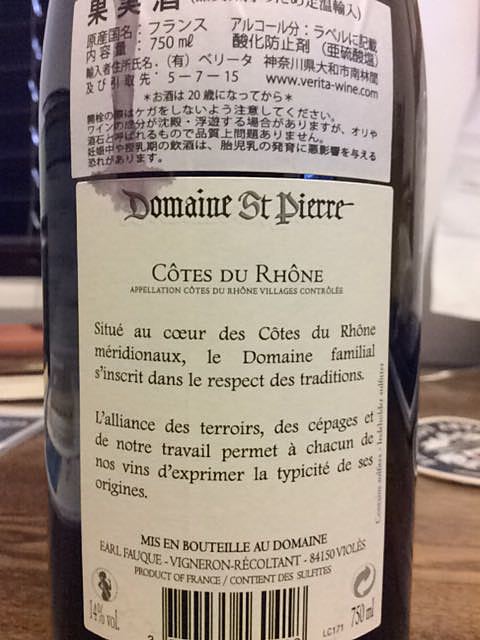 果実酒
原産国名：フランス アルコール分：ラベルに記載
内容量：750㎖ 酸化防止剤（亜硫酸塩）
輸入者住所氏名．（有）ベリータ 神奈川県大和市南林間
及び引取先：5－7－15 www.verita-wine.com
＊お酒は20歳になってから＊
開栓の際はケガをしないよう注意してください。
ワインの成分が沈殿・浮遊する場合がありますが、オリや
酒石と呼ばれるもので品質上問題ありません。
妊娠中や授乳期の飲酒は、胎児乳の発育に悪影響を与える
恐れがあります。
Domaine St Pierre
CÔTES DU RHÔNE
APPELLATION CÔTES DU RHÔNE VILLAGES CONTRÔLÉE
Situé au cœur des Côtes du Rhône
méridionaux, le Domaine familial
s'inscrit dans le respect des traditions.
L'alliance des terroirs, des cépages et
de notre travail permet à chacun de
nos vins d'exprimer la typicité de ses
origines.
Contains sulfites - Indeholder sulfitter
MIS EN BOUTEILLE AU DOMAINE
EARL FAUQUE - VIGNERON-RÉCOLTANT - 84150 VIOLÈS
PRODUCT OF FRANCE / CONTIENT DES SULFITES
14% vol.
LC171
750 ml
3